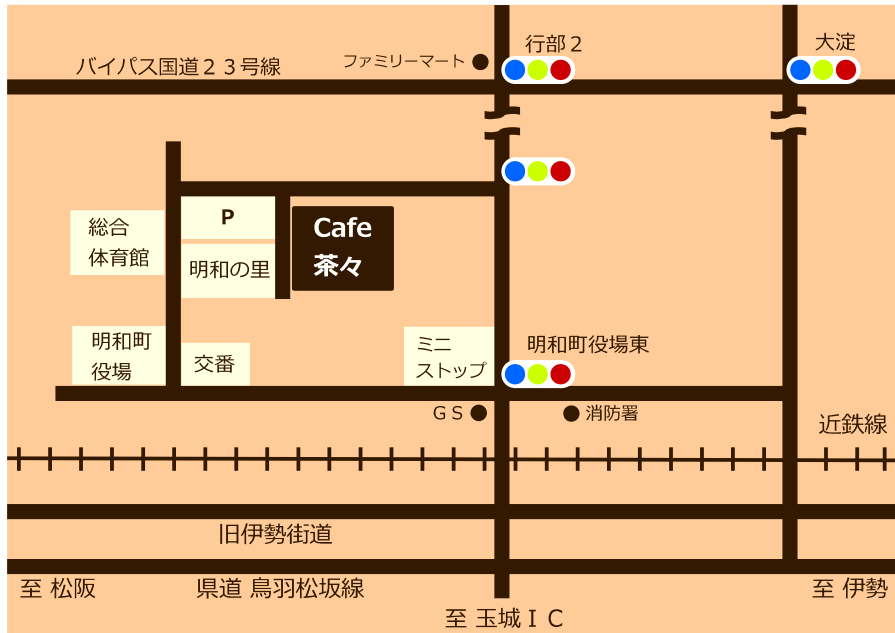 行部２
大淀
ファミリーマート
バイパス国道２３号線
P
Cafe
茶々
総合
体育館
明和の里
明和町
役場
交番
ミニ
ストップ
明和町役場東
ＧＳ
消防署
近鉄線
旧伊勢街道
至 松阪
県道 鳥羽松坂線
至 伊勢
至 玉城ＩＣ